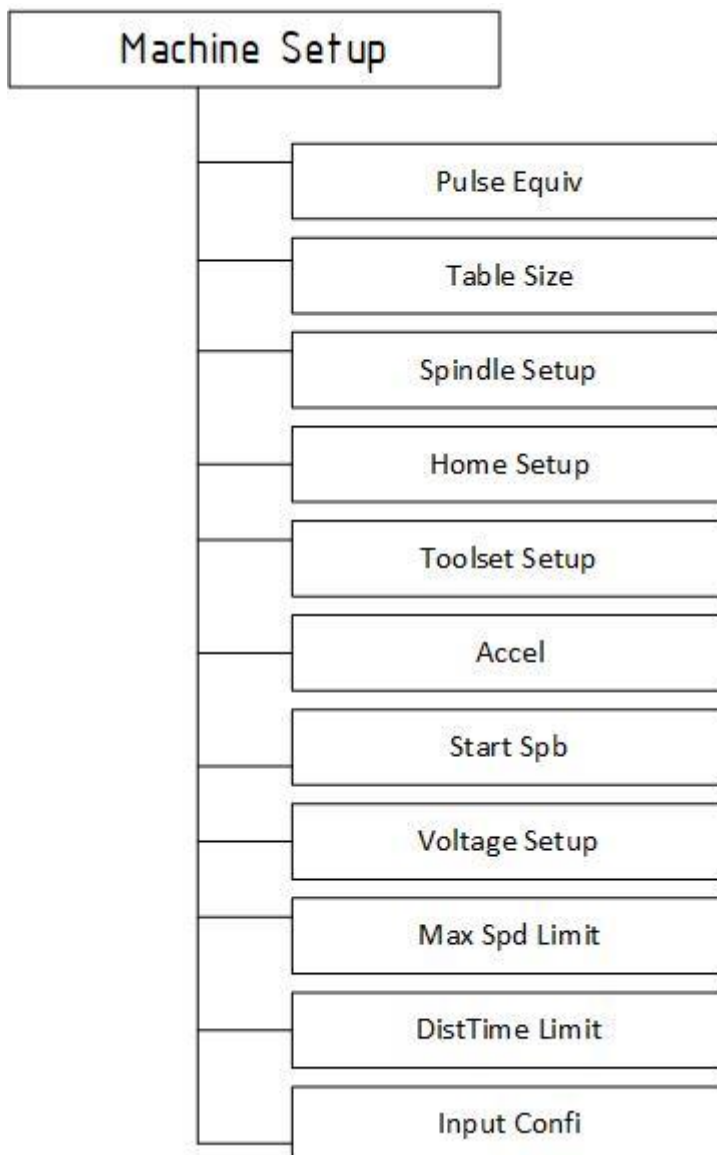 Machine Setup
Pulse Equiv
Table Size
Spindle Setup
Home Setup
Toolset Setup
Accel
Start Spb
Voltage Setup
Max Spd Limit
DistTime Limit
Input Confi